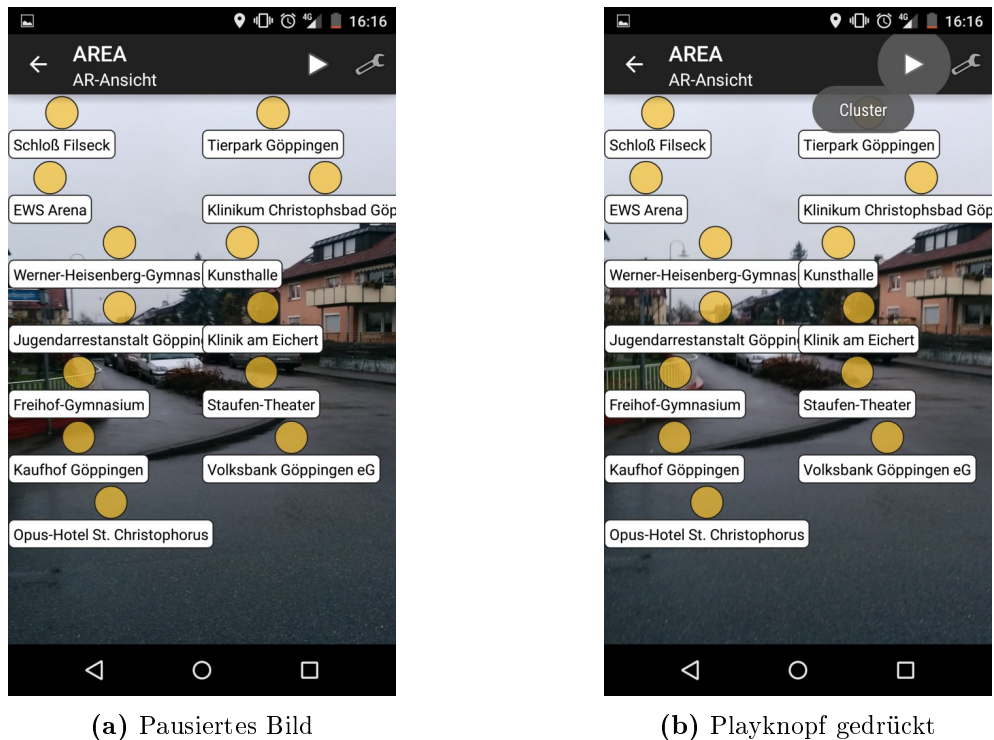 4G 16:16
AREA
AR-Ansicht
Schloß Filseck
Tierpark Göppingen
EWS Arena
Klinikum Christophsbad Göp
Werner-Heisenberg-Gymnas
Kunsthalle
Jugendarrestanstalt Göppin
Klinik am Eichert
Freihof-Gymnasium
Staufen-Theater
Kaufhof Göppingen
Volksbank Göppingen eG
Opus-Hotel St. Christophorus
(a) Pausiertes Bild
4G 16:16
AREA
AR-Ansicht
Cluster
Schloß Filseck
Tierpark Göppingen
EWS Arena
Klinikum Christophsbad Göp
Werner-Heisenberg-Gymnas
Kunsthalle
Jugendarrestanstalt Göppin
Klinik am Eichert
Freihof-Gymnasium
Staufen-Theater
Kaufhof Göppingen
Volksbank Göppingen eG
Opus-Hotel St. Christophorus
(b) Playknopf gedrückt